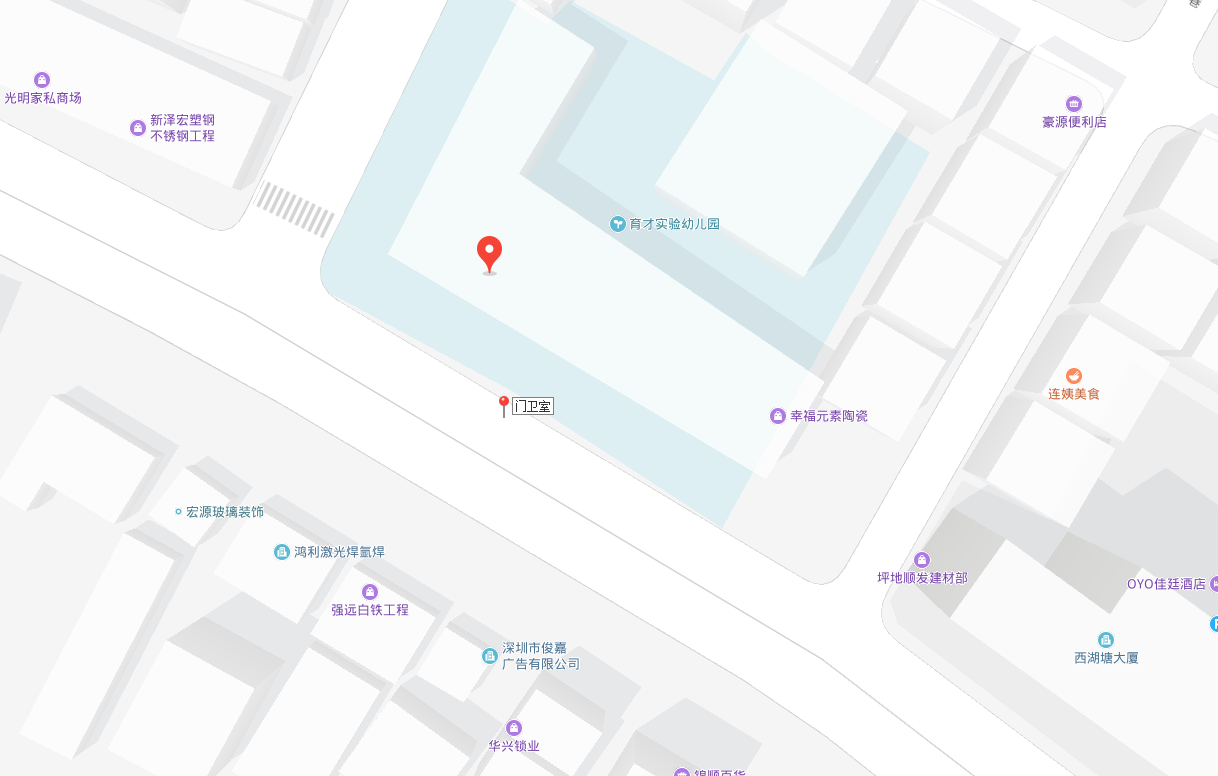 光明家私商场
新泽宏塑钢
不锈钢工程
豪源便利店
育才实验幼儿园
连姨美食
门卫室
幸福元素陶瓷
宏源玻璃装饰
鸿利激光焊氩焊
坪地顺发建材部
OYO佳廷酒店
强远白铁工程
深圳市俊嘉
广告有限公司
西湖塘大厦
华兴锁业
锦顺百货